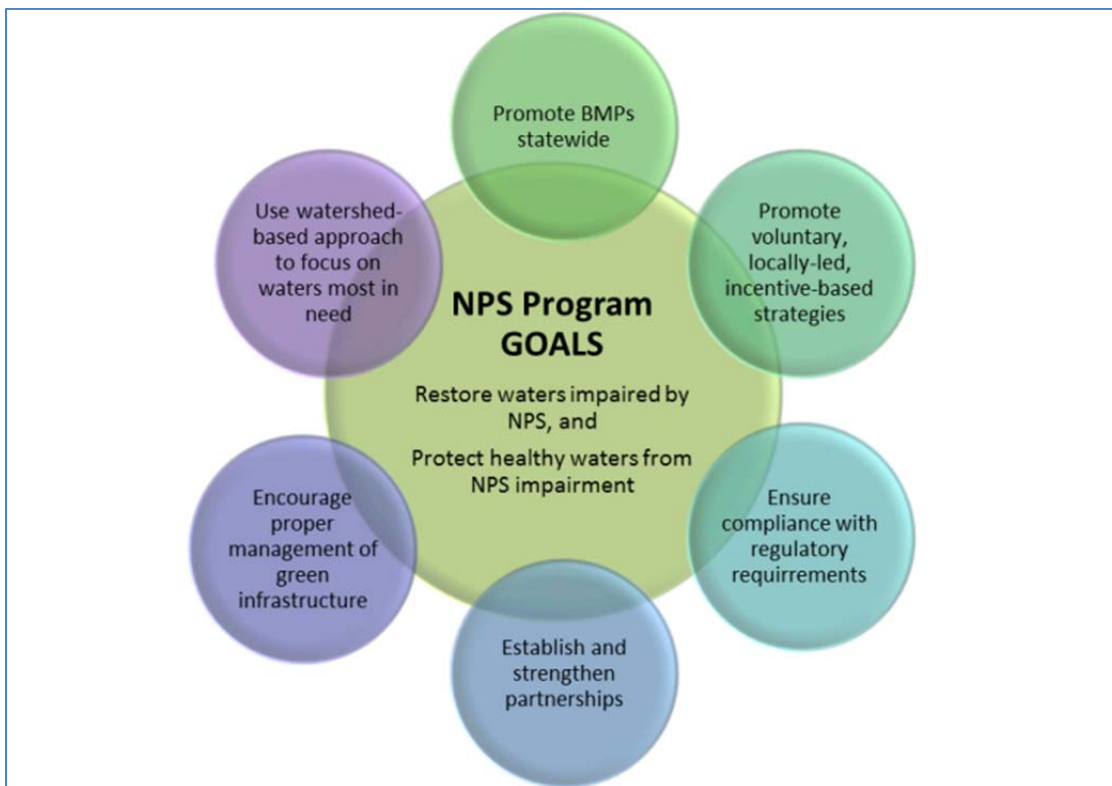 Promote BMPs
statewide
Promote
voluntary,
locally-led,
incentive-based
strategies
Ensure
compliance with
regulatory
requirrements
Establish and
strengthen
partnerships
Encourage
proper
management of
green
infrastructure
Use watershed-
based approach
to focus on
waters most in
need
NPS Program
GOALS
Restore waters impaired by
NPS, and
Protect healthy waters from
NPS impairment